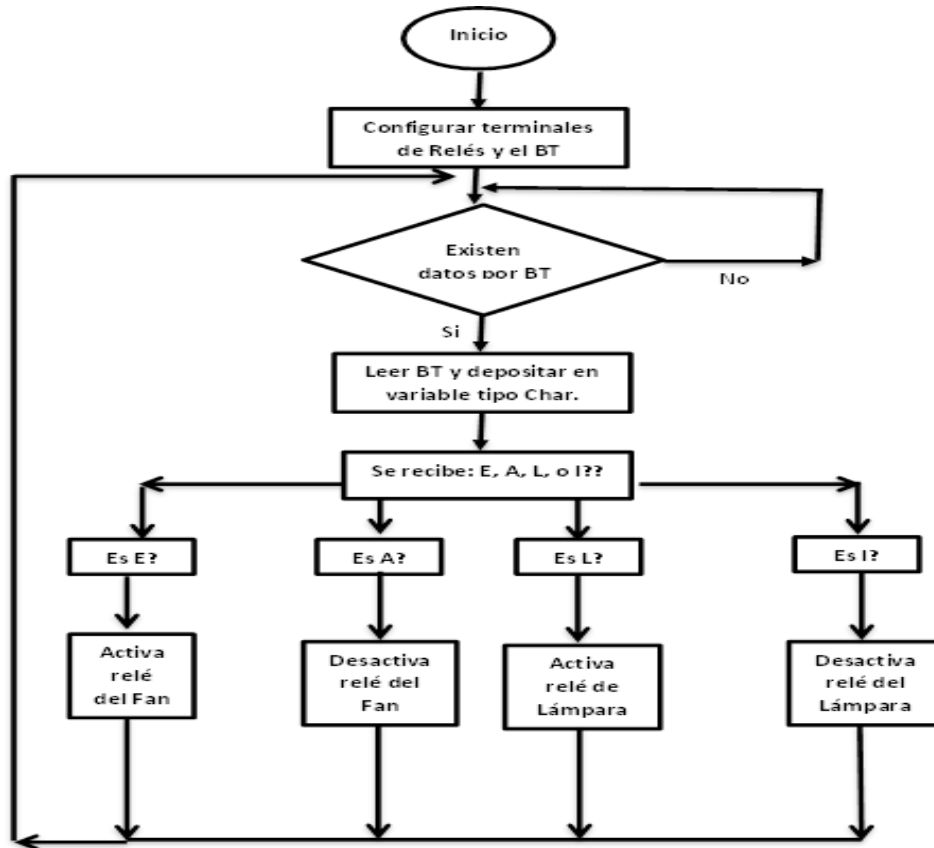 Inicio
Configurar terminales
de Relés y el BT
Existen
datos por BT
No
Si
Leer BT y depositar en
variable tipo Char.
Se recibe: E, A, L, o I??
Es E?
Es A?
Es L?
Es I?
Activa
relé
del Fan
Desactiva
relé del
Fan
Activa
relé de
Lámpara
Desactiva
relé del
Lámpara